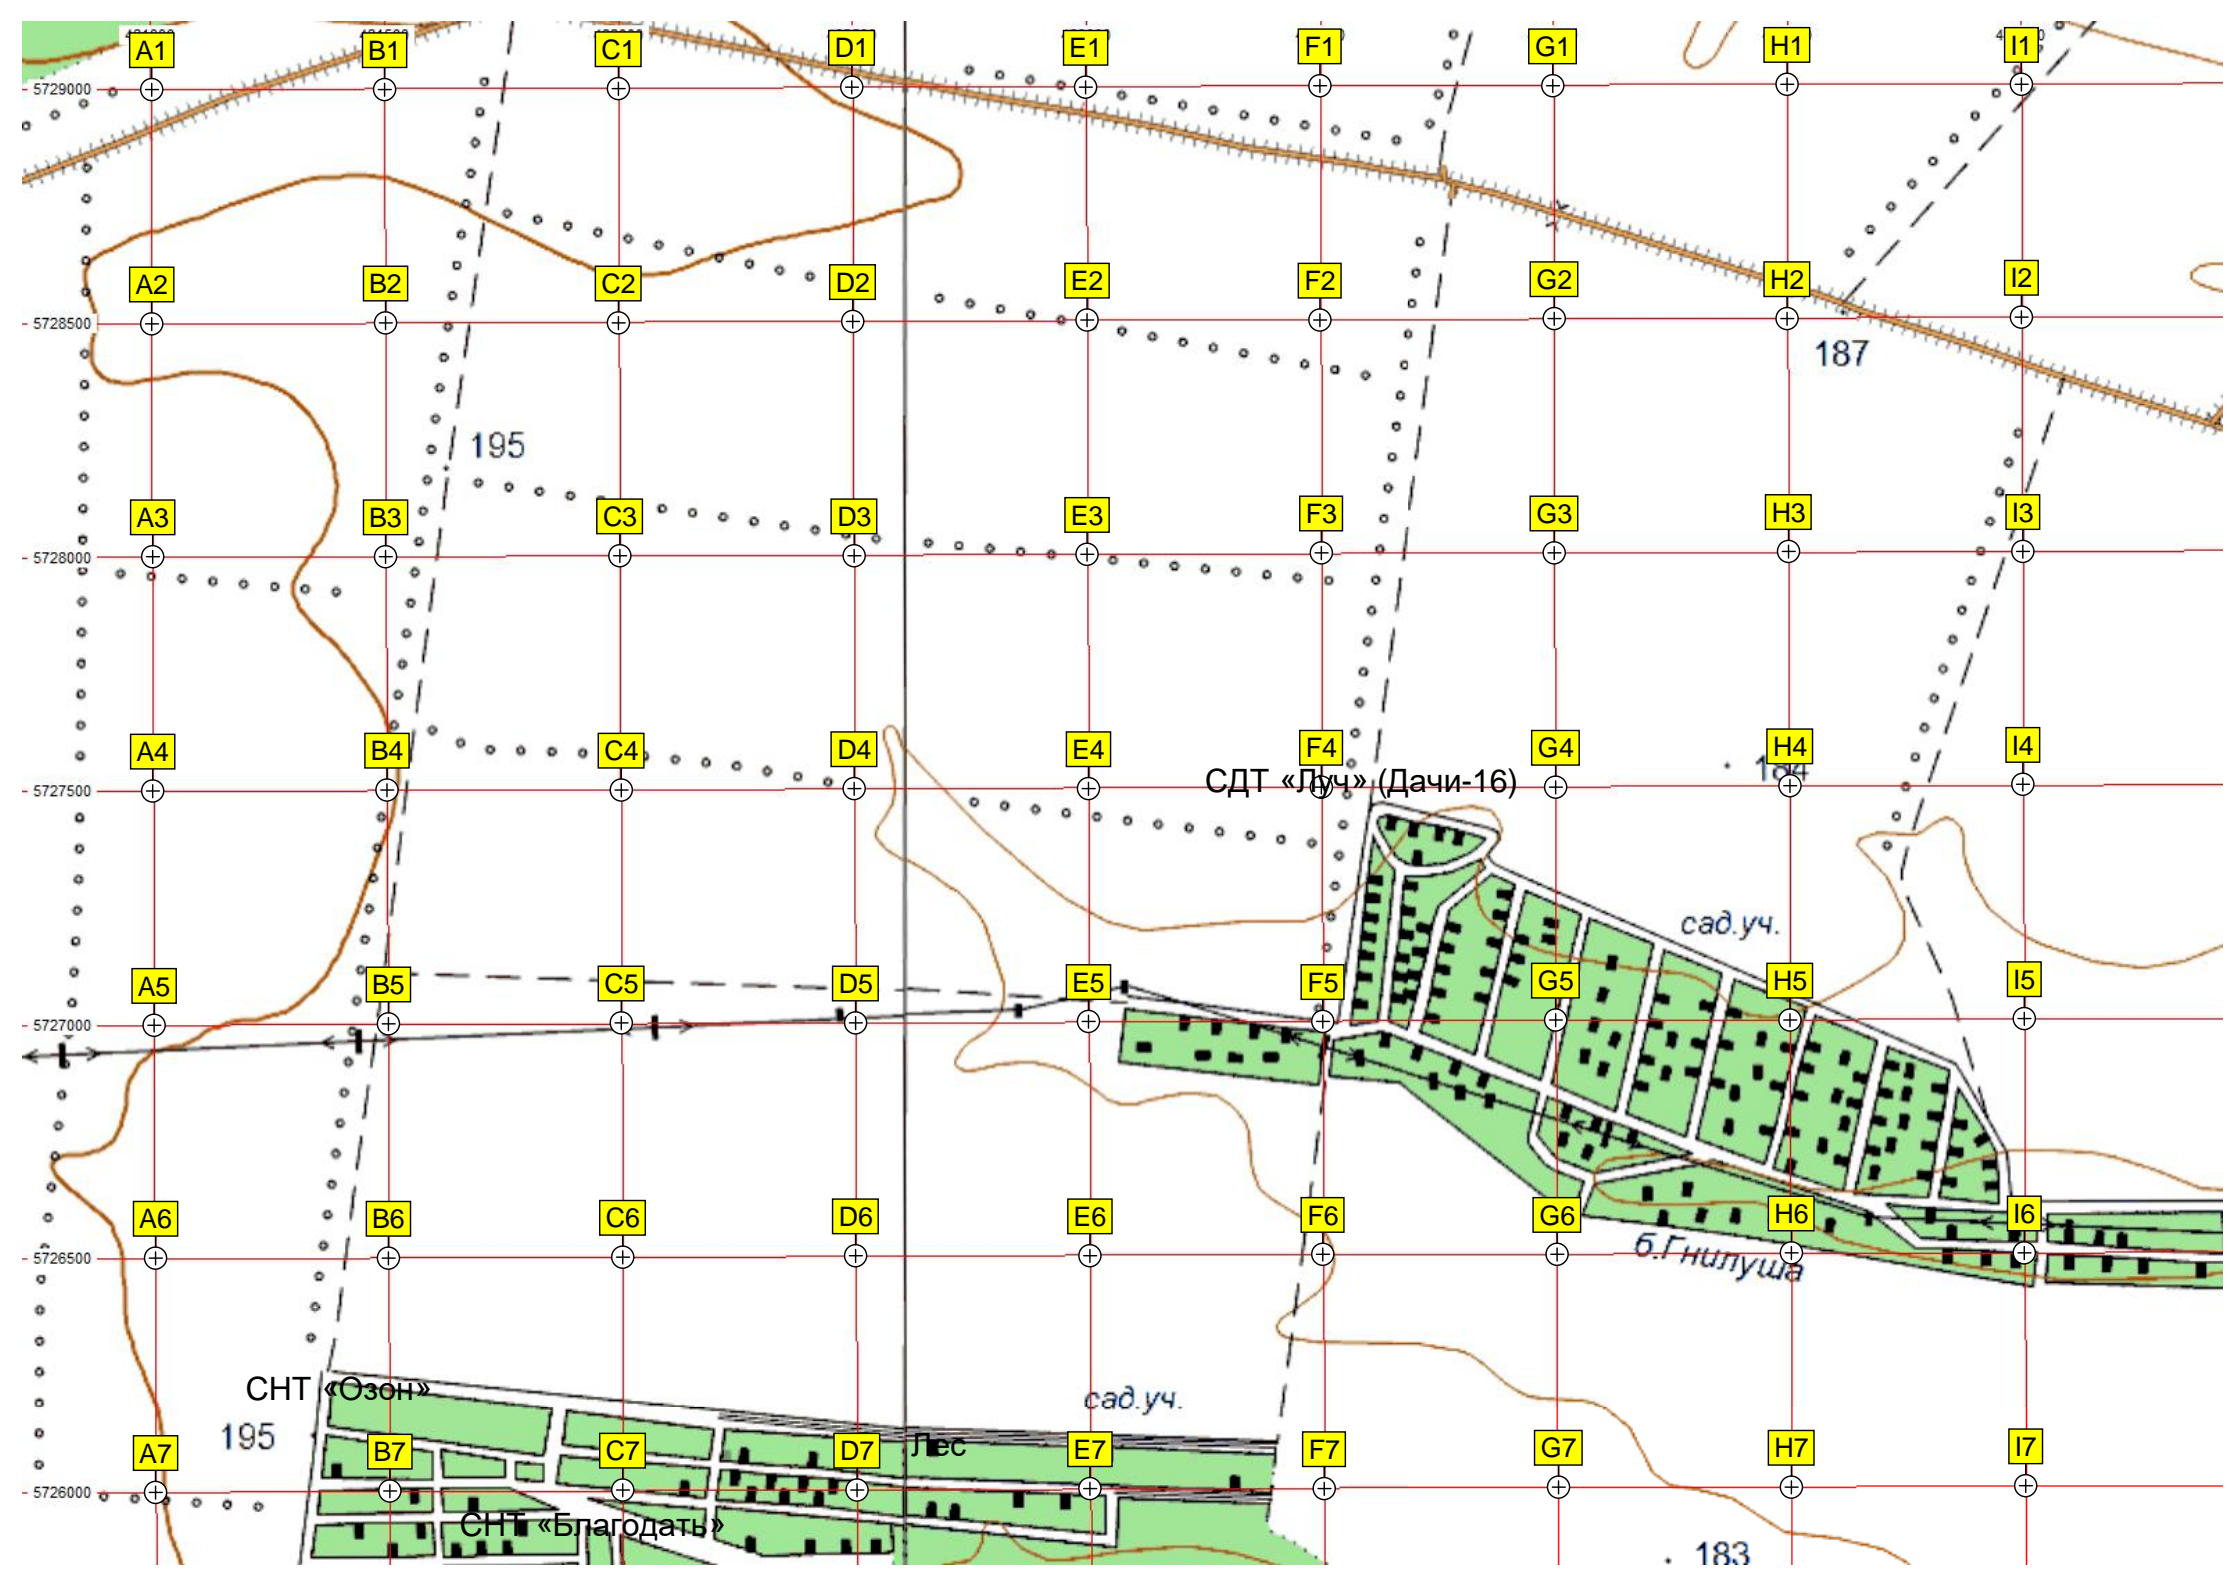 A1 B1 C1 D1 E1 F1 G1 H1 I1
5729000
A2 B2 C2 D2 E2 F2 G2 H2 I2
5728500
187
195
A3 B3 C3 D3 E3 F3 G3 H3 I3
5728000
A4 B4 C4 D4 E4 F4 G4 H4 I4
184
СДТ «Луч» (Дачи-16)
5727500
сад.уч.
A5 B5 C5 D5 E5 F5 G5 H5 I5
5727000
A6 B6 C6 D6 E6 F6 G6 H6 I6
5726500
б.Гнилуша
СНТ «Озон»
сад.уч.
195
Лес
A7 B7 C7 D7 E7 F7 G7 H7 I7
5726000
СНТ «Благодать»
183